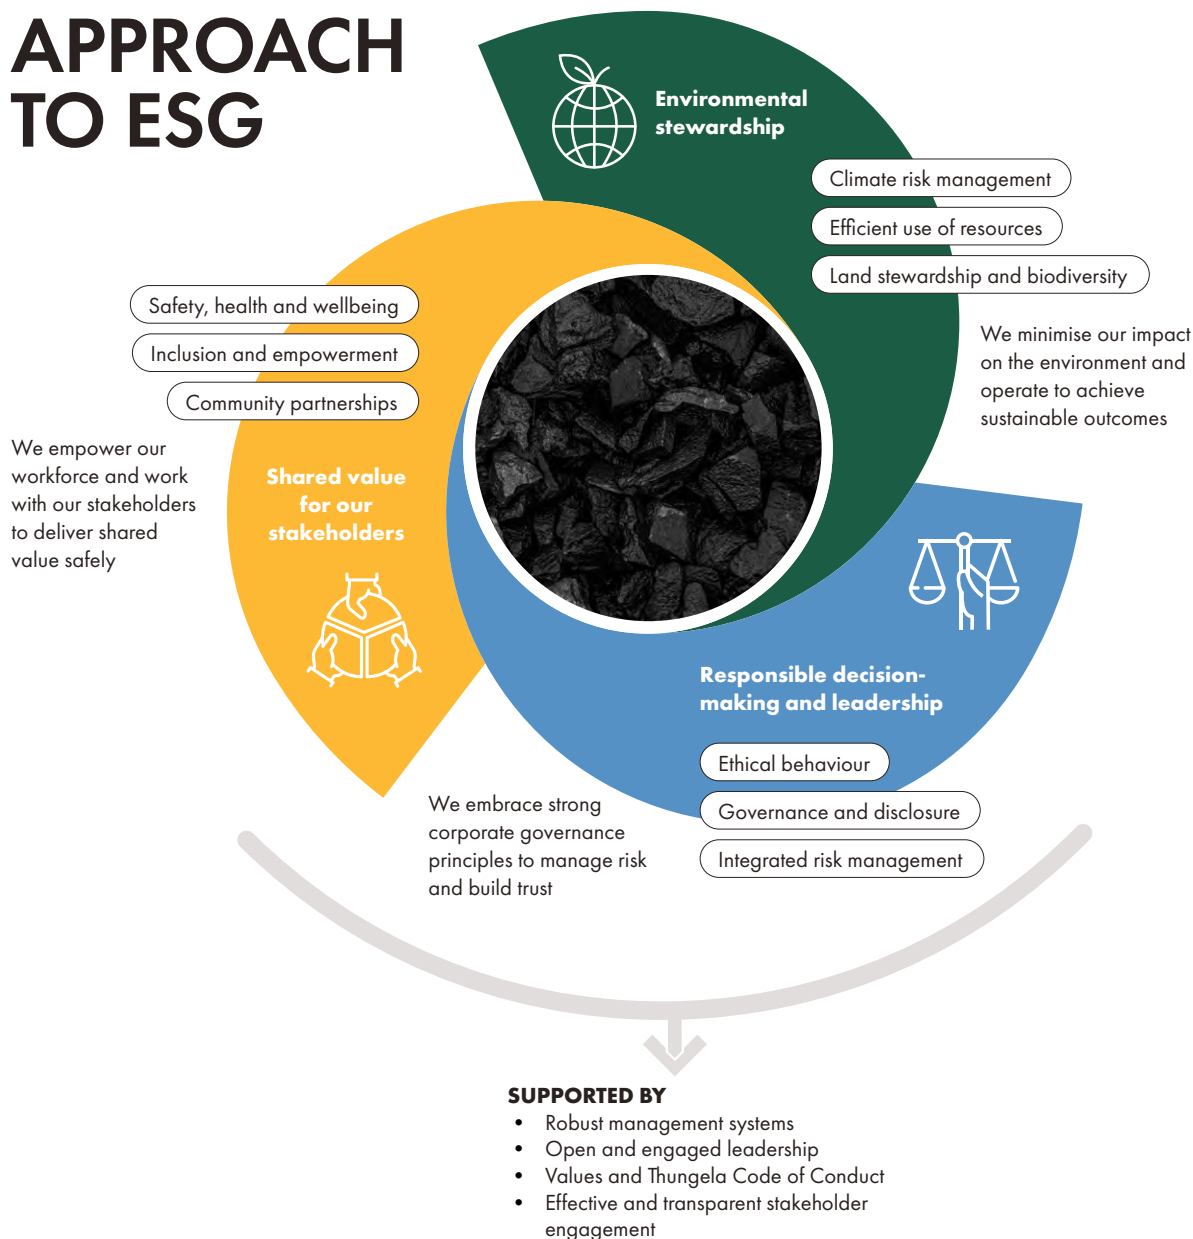 APPROACH
TO ESG
Environmental
stewardship
Climate risk management
Efficient use of resources
Land stewardship and biodiversity
We minimise our impact
on the environment and
operate to achieve
sustainable outcomes
Safety, health and wellbeing
Inclusion and empowerment
Community partnerships
We empower our
workforce and work
with our stakeholders
to deliver shared
value safely
Shared value
for our
stakeholders
Responsible decision-
making and leadership
Ethical behaviour
Governance and disclosure
Integrated risk management
We embrace strong
corporate governance
principles to manage risk
and build trust
SUPPORTED BY
• Robust management systems
• Open and engaged leadership
• Values and Thungela Code of Conduct
• Effective and transparent stakeholder
engagement